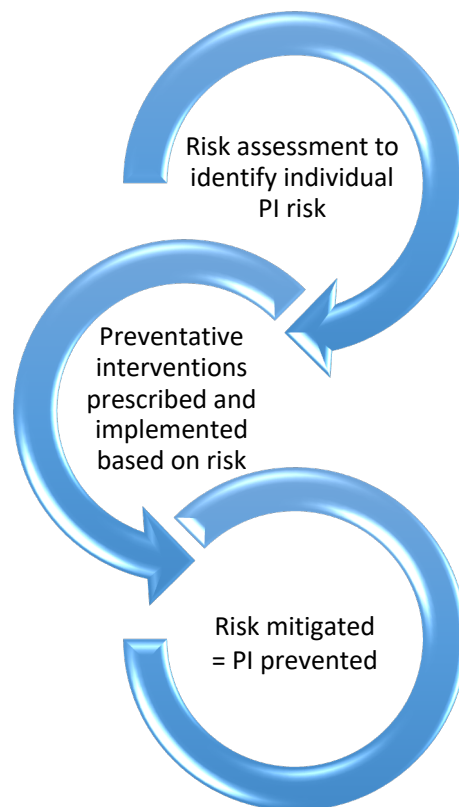 Risk assessment to
identify individual
PI risk
Preventative
interventions
prescribed and
implemented
based on risk
Risk mitigated
= PI prevented